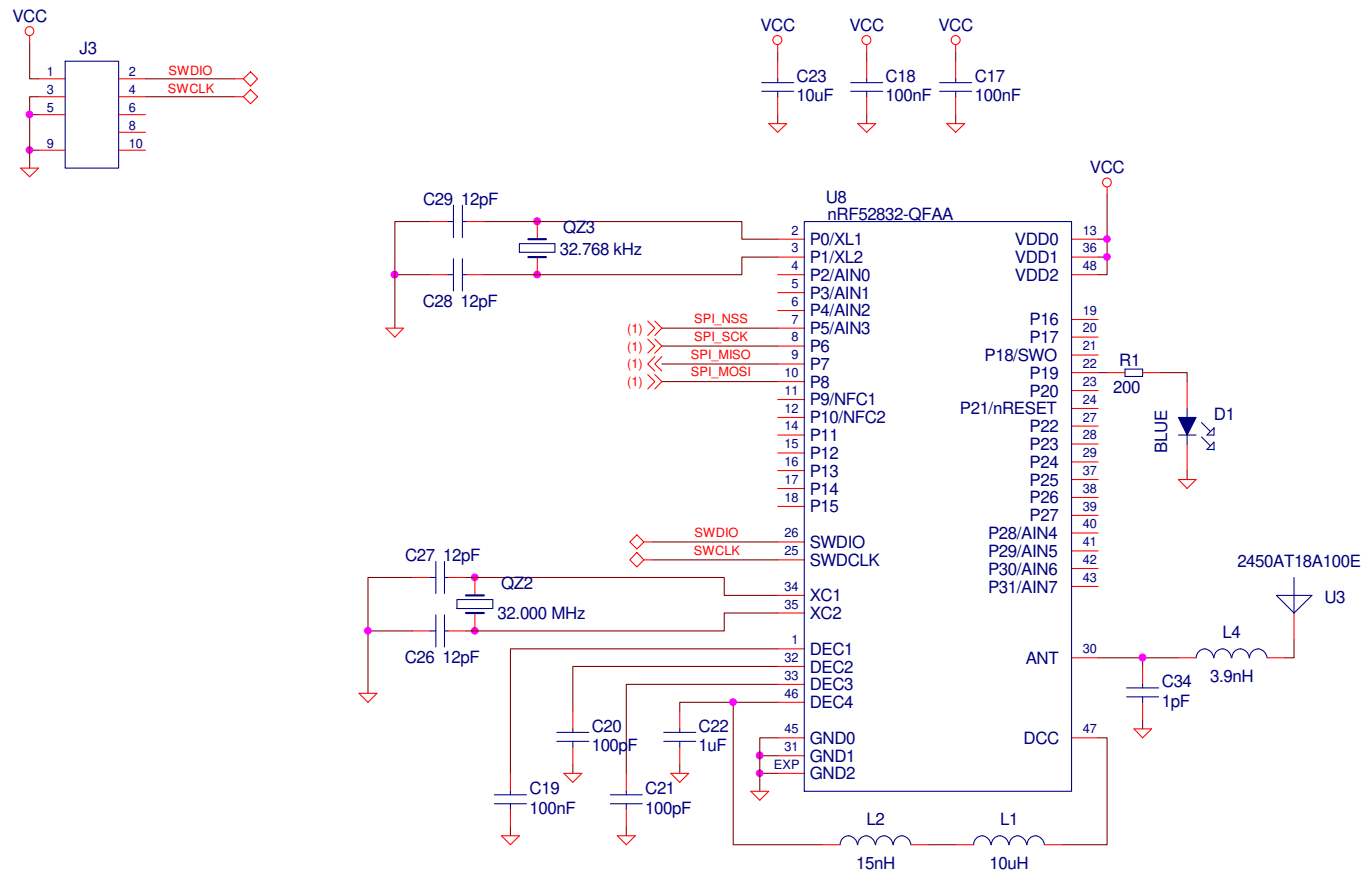 VCC
J3
1
2
SWDIO
3
4
SWCLK
5
6
8
9
10
VCC
C23
10uF
VCC
C18
100nF
VCC
C17
100nF
VCC
C29 12pF
QZ3
32.768 kHz
C28 12pF
U8
nRF52832-QFAA
2 P0/XL1
3 P1/XL2
4 P2/AIN0
5 P3/AIN1
6 P4/AIN2
(1) SPI_NSS 7 P5/AIN3
(1) SPI_SCK 8 P6
(1) SPI_MISO 9 P7
(1) SPI_MOSI 10 P8
11 P9/NFC1
12 P10/NFC2
14 P11
15 P12
16 P13
17 P14
18 P15
SWDIO 26 SWDIO
SWCLK 25 SWDCLK
C27 12pF
QZ2
32.000 MHz
C26 12pF
34 XC1
35 XC2
1 DEC1
32 DEC2
33 DEC3
46 DEC4
45 GND0
31 GND1
EXP GND2
C20
100pF
C22
1uF
C19
100nF
C21
100pF
VDD0 13
VDD1 36
VDD2 48
P16 19
P17 20
P18/SWO 21
P19 22
P20 23
P21/nRESET 24
P22 27
P23 28
P24 29
P25 37
P26 38
P27 39
P28/AIN4 40
P29/AIN5 41
P30/AIN6 42
P31/AIN7 43
R1
200
BLUE
D1
2450AT18A100E
U3
ANT 30
L4
3.9nH
C34
1pF
DCC 47
L2
15nH
L1
10uH